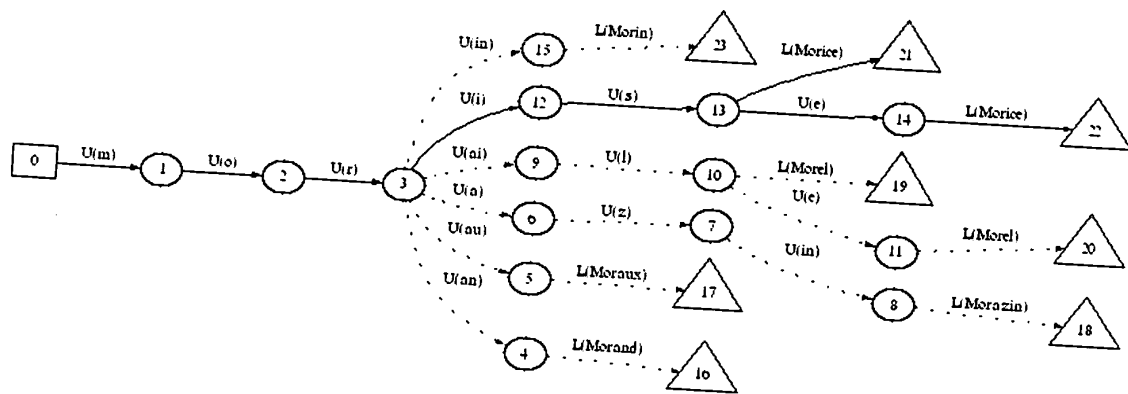 U(in) 15 L(Morin) 23
L(Morice) 21
U(i) 12 U(s) 13 U(e) 14 L(Morice) 22
0 U(m) 1 U(o) 2 U(r) 3
U(ai) 9 U(l) 10 L(Morel) 19
U(e) 11 L(Morel) 20
U(a) 6 U(z) 7 U(in) 8 L(Morazin) 18
U(au) 5 L(Moraux) 17
U(an) 4 L(Morand) 16